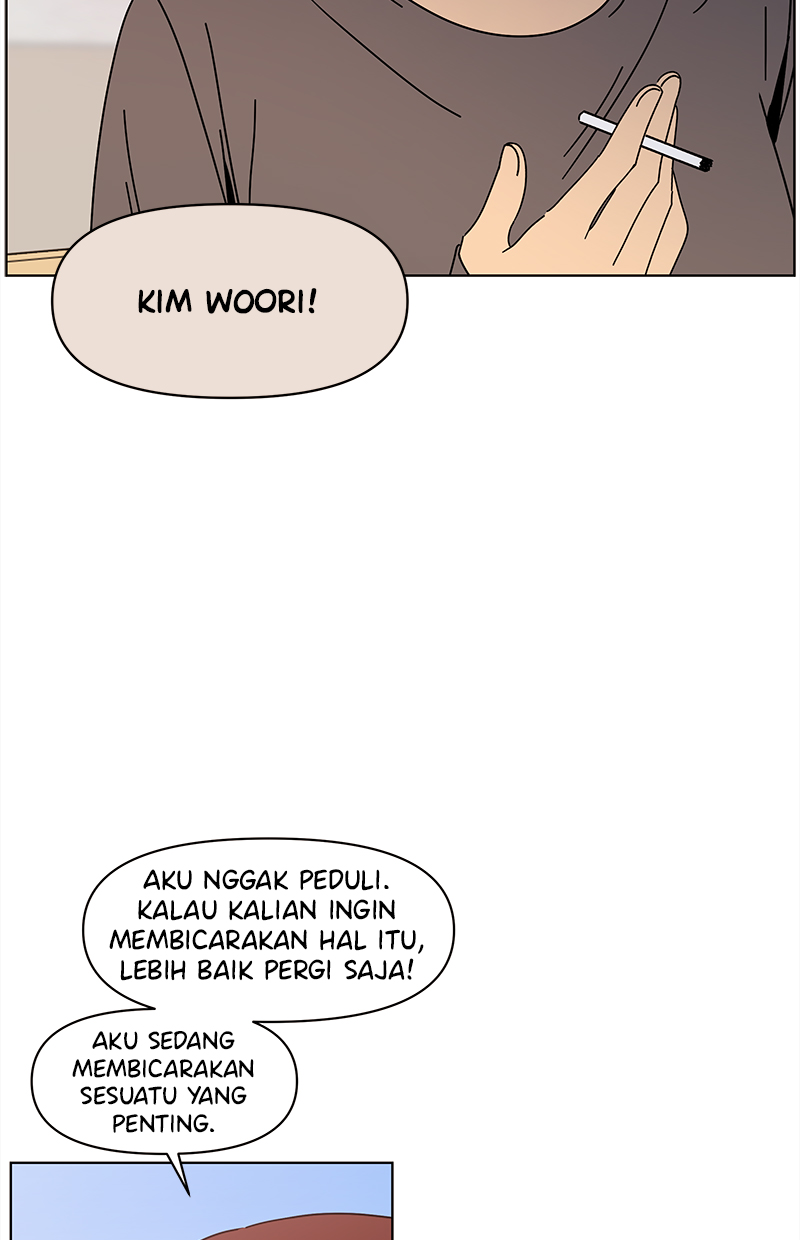 KIM WOORI!
AKU NGGAK PEDULI.
KALAU KALIAN INGIN
MEMBICARAKAN HAL ITU,
LEBIH BAIK PERGI SAJA!
AKU SEDANG
MEMBICARAKAN
SESUATU YANG
PENTING.